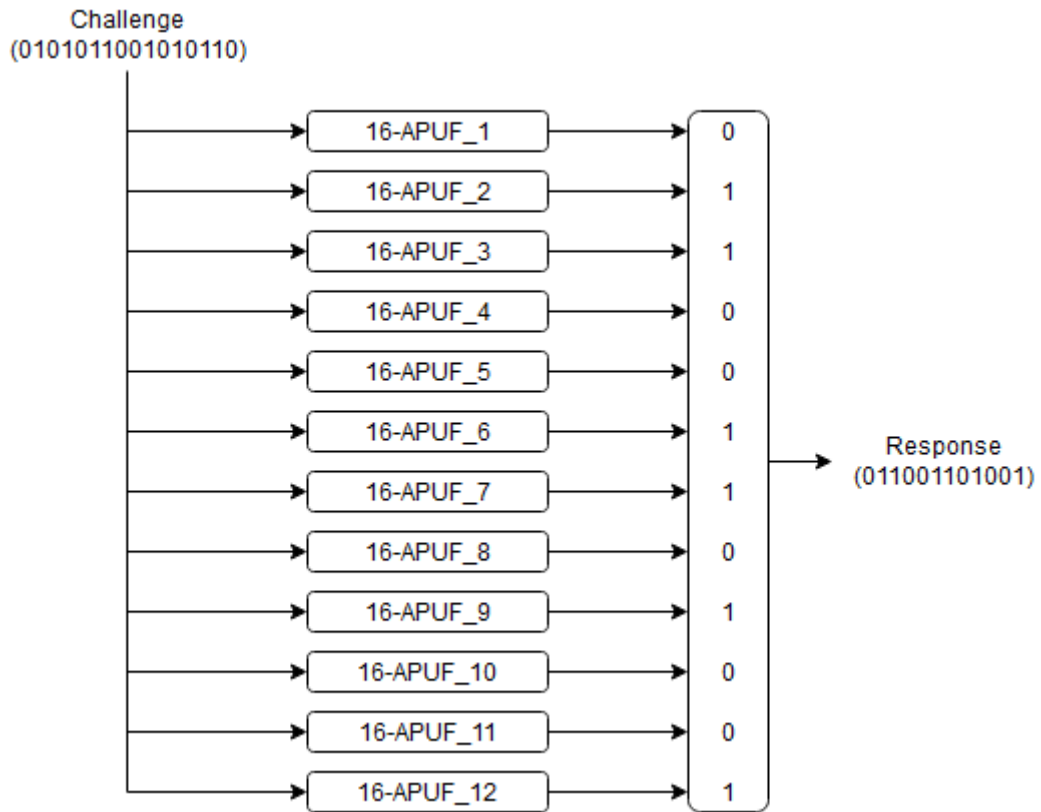 Challenge
(0101011001010110)
16-APUF_1
0
16-APUF_2
1
16-APUF_3
1
16-APUF_4
0
16-APUF_5
0
16-APUF_6
1
16-APUF_7
1
16-APUF_8
0
16-APUF_9
1
16-APUF_10
0
16-APUF_11
0
16-APUF_12
1
Response
(011001101001)